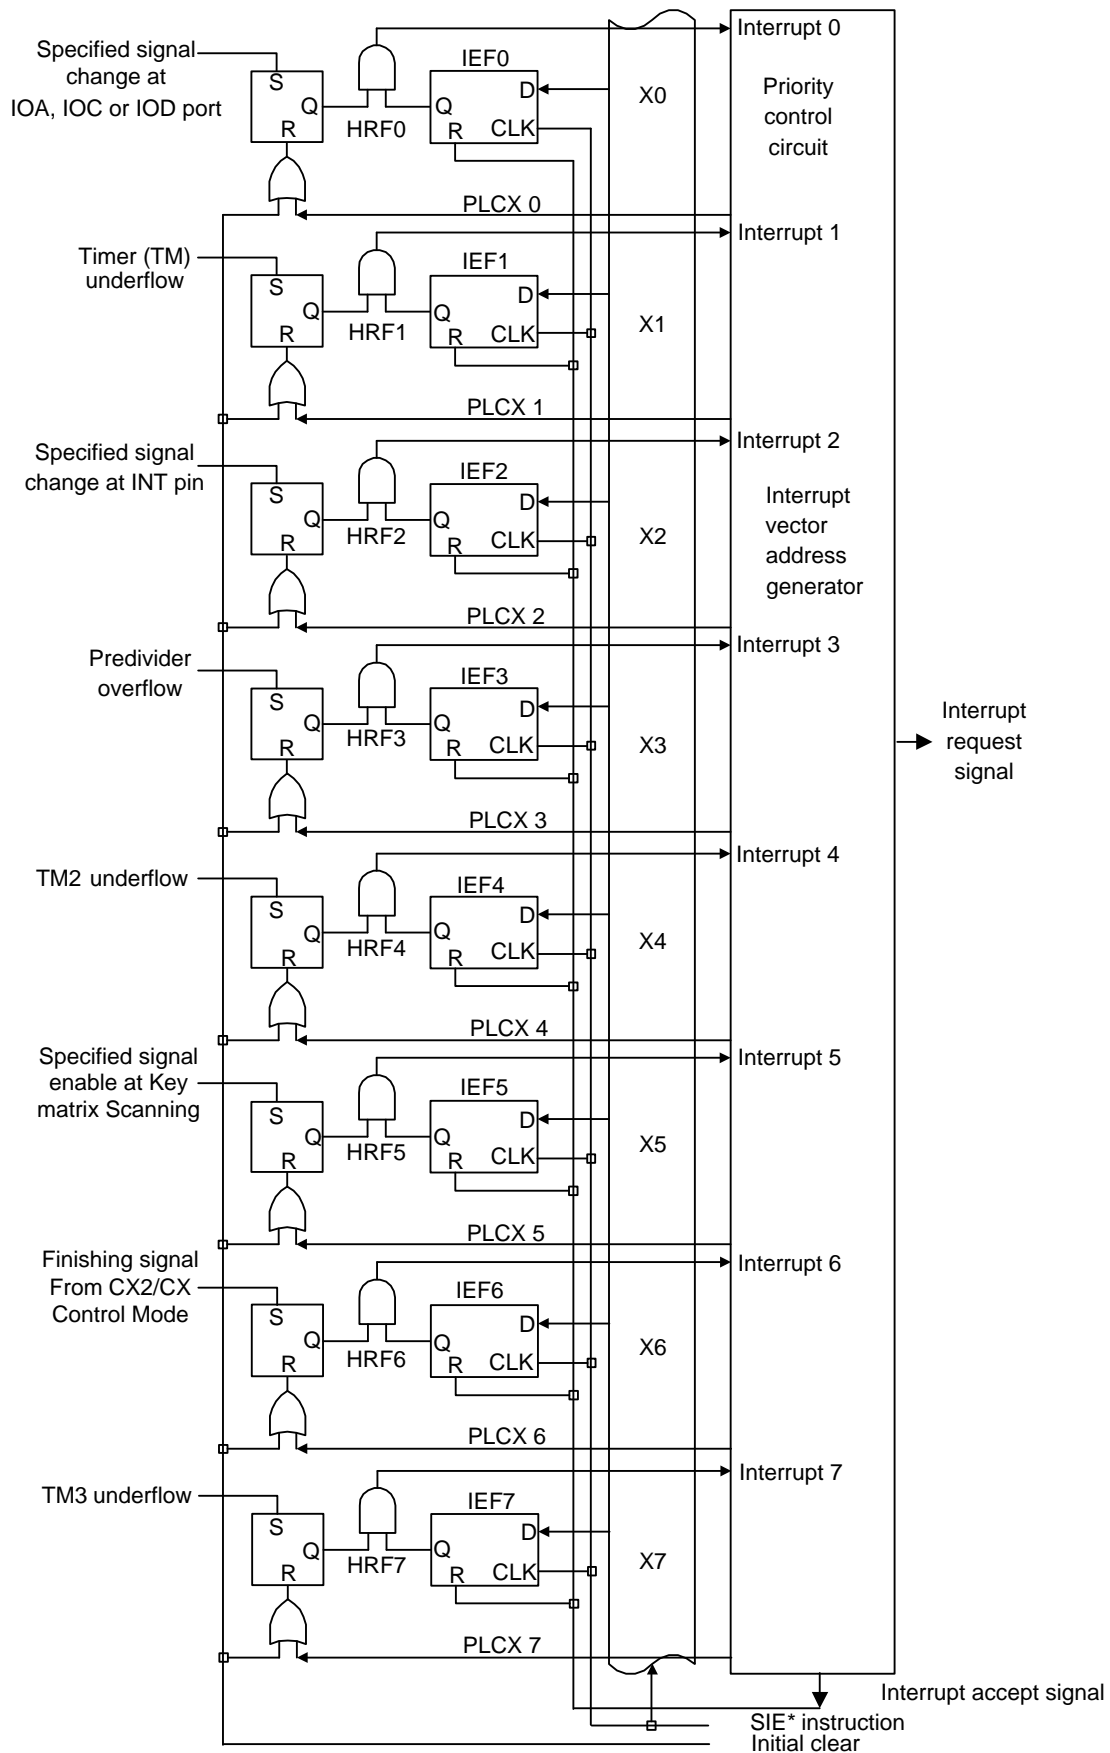 Specified signal
change at
IOA, IOC or IOD port
S
Q
R
HRF0
IEF0
D
Q
R
CLK
X0
Interrupt 0
Priority
control
circuit
PLCX 0
Timer (TM)
underflow
S
Q
R
HRF1
IEF1
D
Q
R
CLK
X1
Interrupt 1
PLCX 1
Specified signal
change at INT pin
S
Q
R
HRF2
IEF2
D
Q
R
CLK
X2
Interrupt 2
Interrupt
vector
address
generator
PLCX 2
Predivider
overflow
S
Q
R
HRF3
IEF3
D
Q
R
CLK
X3
Interrupt 3
Interrupt
request
signal
PLCX 3
TM2 underflow
S
Q
R
HRF4
IEF4
D
Q
R
CLK
X4
Interrupt 4
PLCX 4
Specified signal
enable at Key
matrix Scanning
S
Q
R
HRF5
IEF5
D
Q
R
CLK
X5
Interrupt 5
PLCX 5
Finishing signal
From CX2/CX
Control Mode
S
Q
R
HRF6
IEF6
D
Q
R
CLK
X6
Interrupt 6
PLCX 6
TM3 underflow
S
Q
R
HRF7
IEF7
D
Q
R
CLK
X7
Interrupt 7
PLCX 7
Interrupt accept signal
SIE* instruction
Initial clear